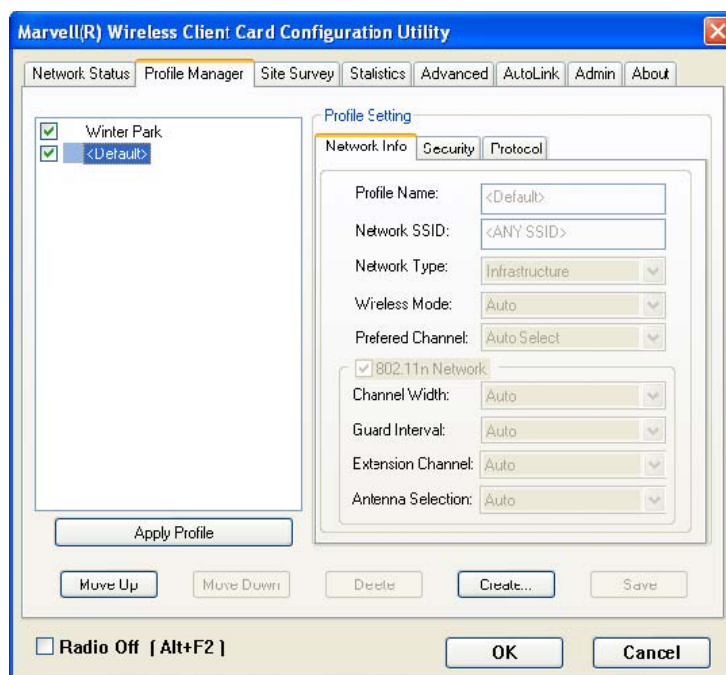 Marvell(R) Wireless Client Card Configuration Utility
Network Status Profile Manager Site Survey Statistics Advanced AutoLink Admin About
Winter Park
<Default>
Apply Profile
Profile Setting
Network Info Security Protocol
Profile Name: <Default>
Network SSID: <ANY SSID>
Network Type: Infrastructure
Wireless Mode: Auto
Prefered Channel: Auto Select
802.11n Network
Channel Width: Auto
Guard Interval: Auto
Extension Channel: Auto
Antenna Selection: Auto
Move Up Move Down Delete Create... Save
Radio Off ( Alt+F2 ) OK Cancel